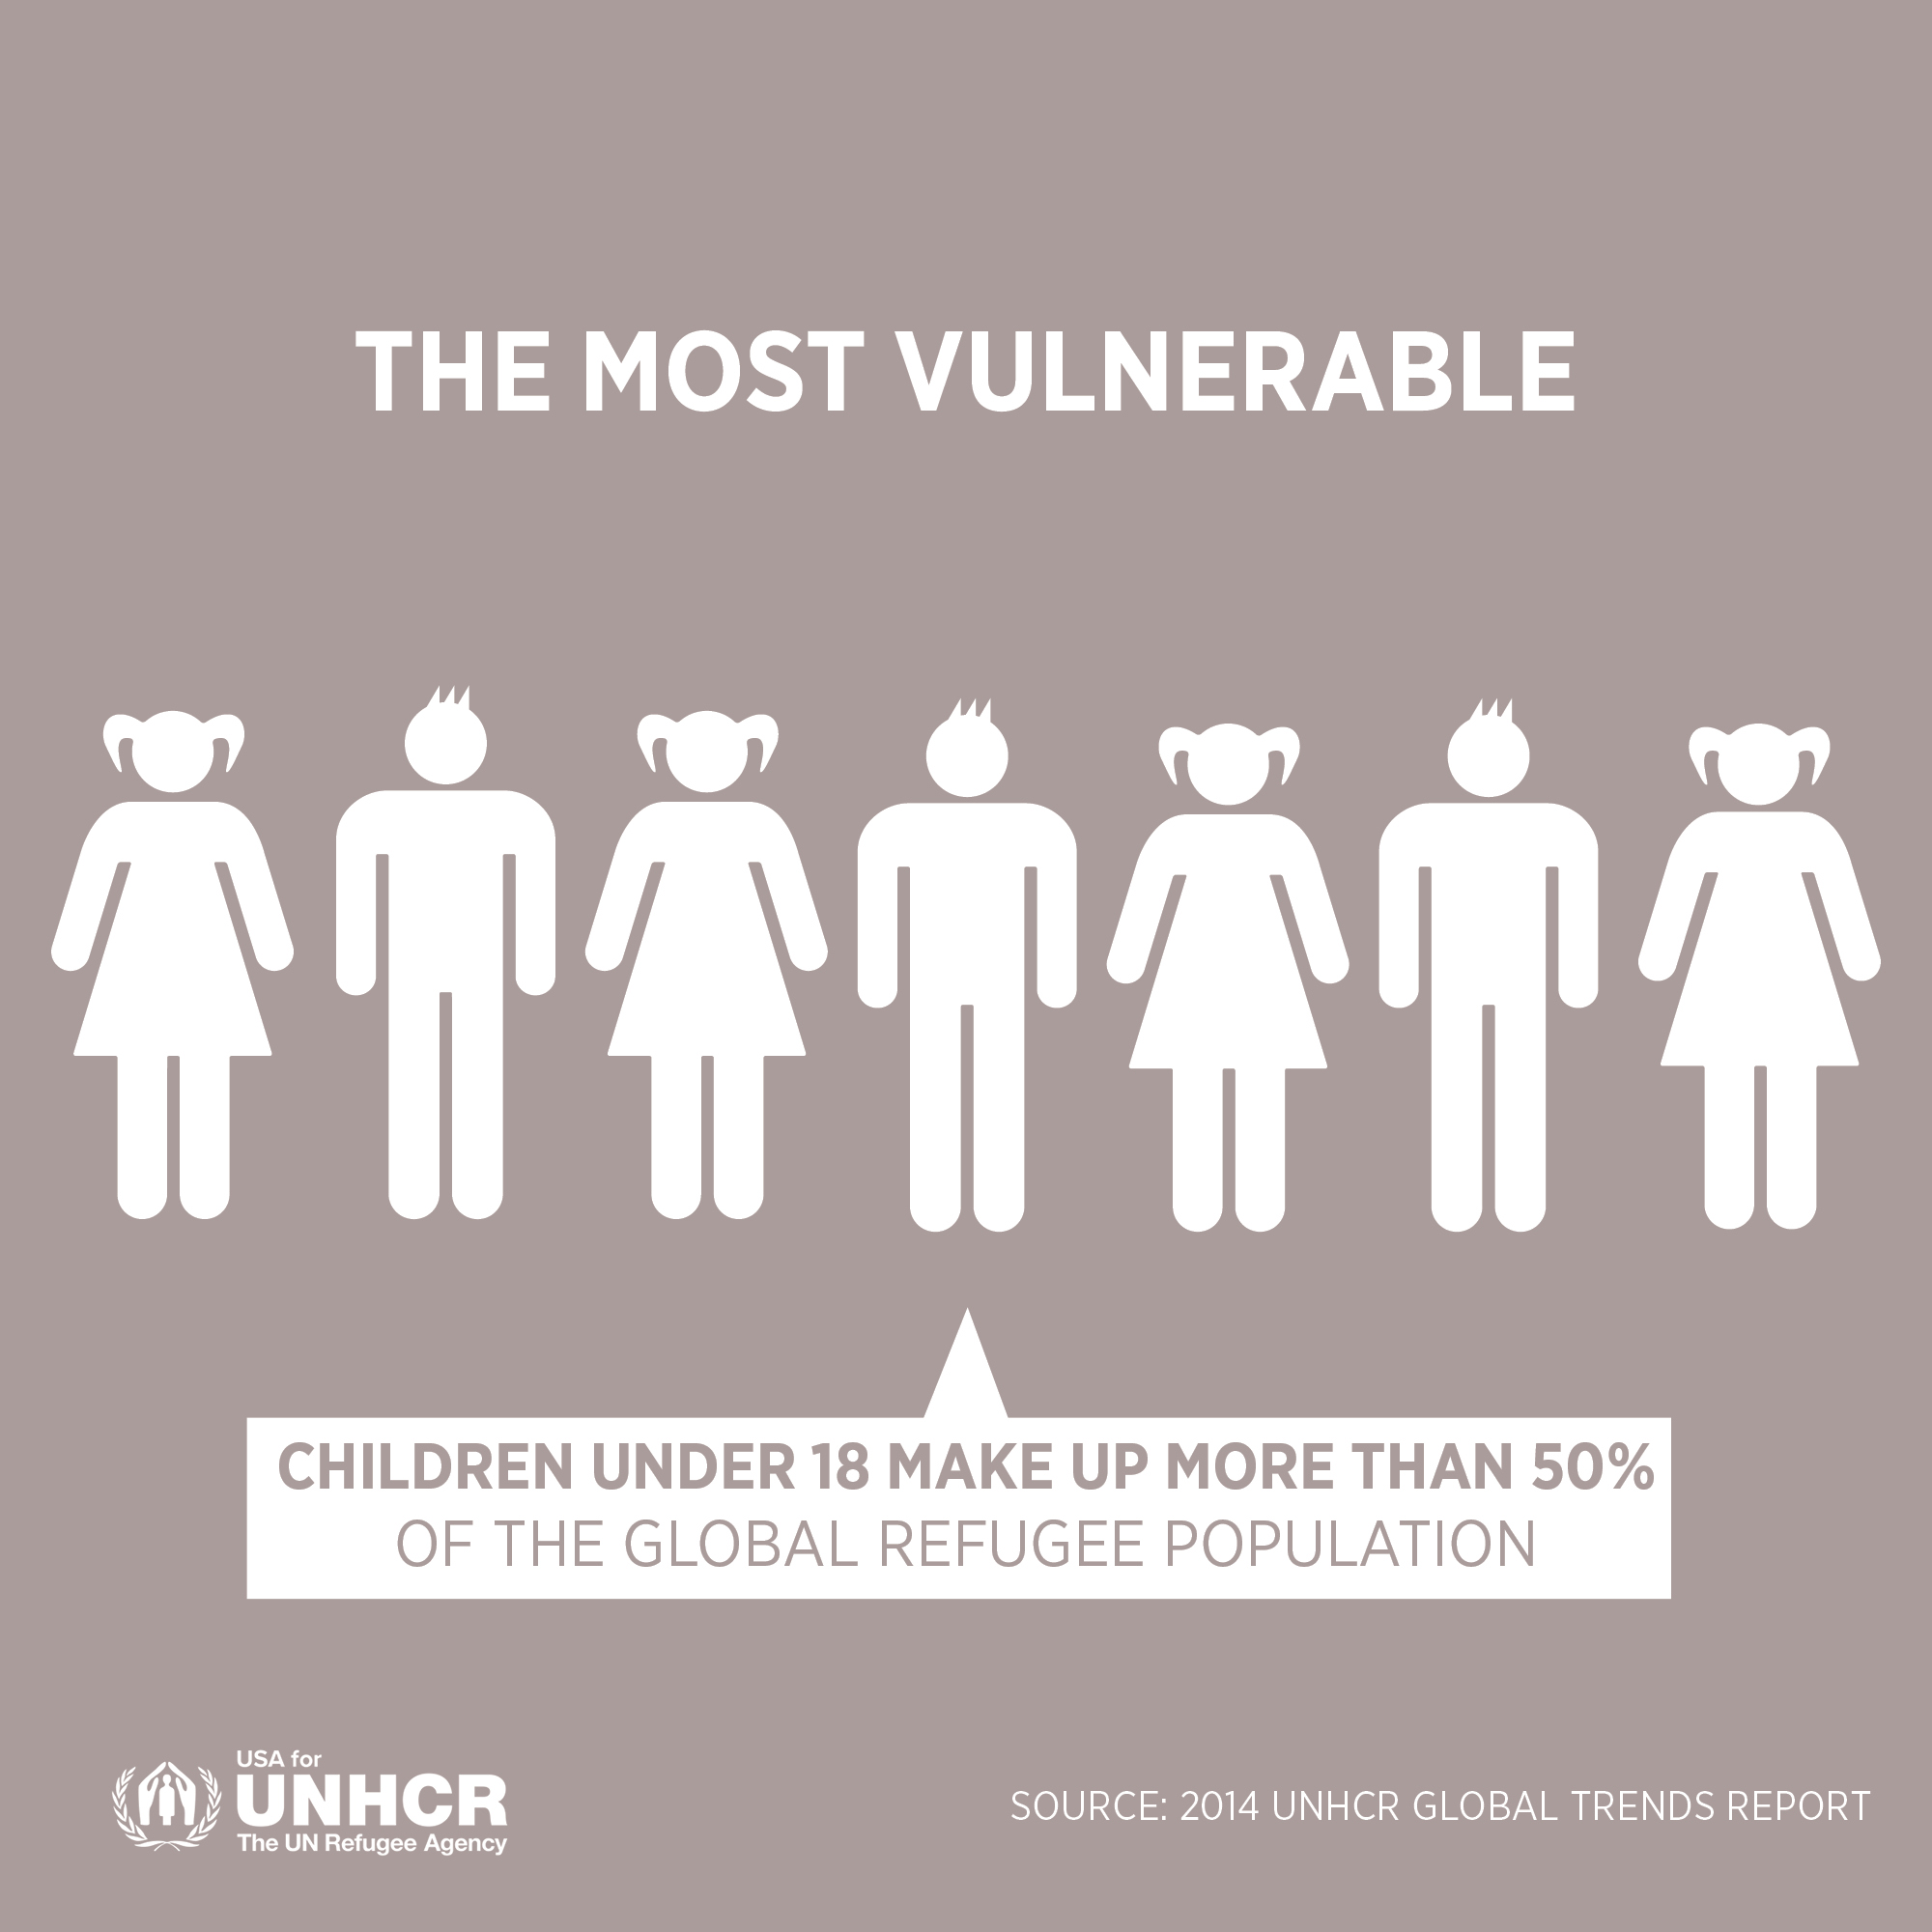 THE MOST VULNERABLE
CHILDREN UNDER 18 MAKE UP MORE THAN 50%
OF THE GLOBAL REFUGEE POPULATION
USA for
UNHCR
The UN Refugee Agency
SOURCE: 2014 UNHCR GLOBAL TRENDS REPORT